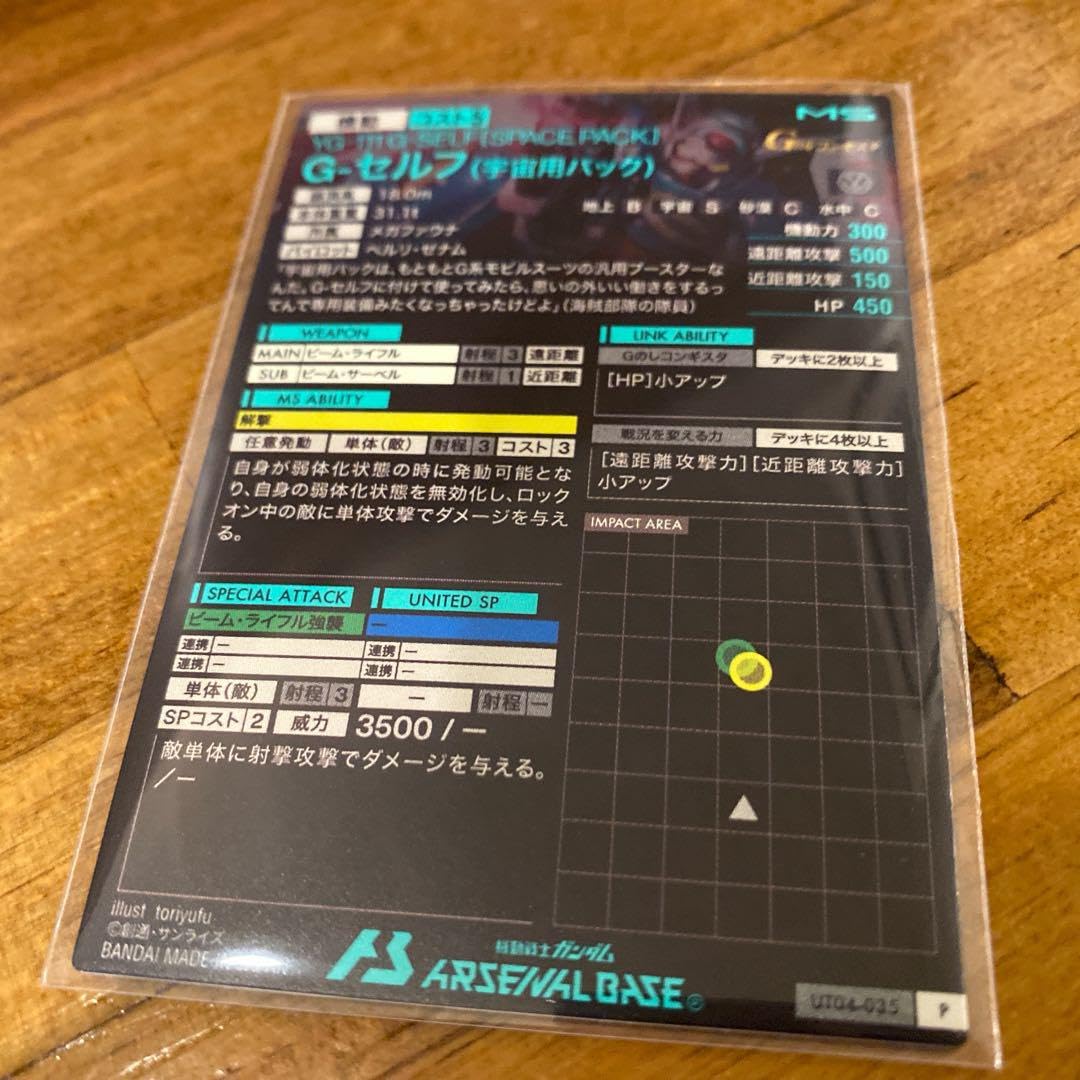 機動 コスト5 MS
YG-111 G-SELF [SPACE PACK]
G-セルフ(宇宙用パック)
Gのレコンギスタ
18.0m
31.1t
所属 メガファウナ
パイロット ベルリ・ゼナム
地上 B 宇宙 S 砂漠 C 水中 C
機動力 300
遠距離攻撃 500
近距離攻撃 150
HP 450
「宇宙用パックは、もともとG系モビルスーツの汎用ブースターな
んだ。G-セルフに付けて使ってみたら、思いの外いい働きをするっ
てんで専用装備みたくなっちゃったけどよ」(海賊部隊の隊員)
WEAPON
MAIN ビーム・ライフル 射程 3 遠距離
SUB ビーム・サーベル 射程 1 近距離
MS ABILITY
解撃
任意発動 単体(敵) 射程 3 コスト 3
自身が弱体化状態の時に発動可能とな
り、自身の弱体化状態を無効化し、ロック
オン中の敵に単体攻撃でダメージを与え
る。
LINK ABILITY
Gのレコンギスタ デッキに2枚以上
[HP]小アップ
戦況を変える力 デッキに4枚以上
[遠距離攻撃力][近距離攻撃力]
小アップ
IMPACT AREA
SPECIAL ATTACK UNITED SP
ビーム・ライフル強襲 ー
連携 ー 連携 ー
連携 ー 連携 ー
単体(敵) 射程 3 ー 射程 ー
SPコスト 2 威力 3500 / ー
敵単体に射撃攻撃でダメージを与える。
/ー
illust toriyufu
©創通・サンライズ
BANDAI MADE
機動戦士ガンダム
ARSENAL BASE
UT04-035 P